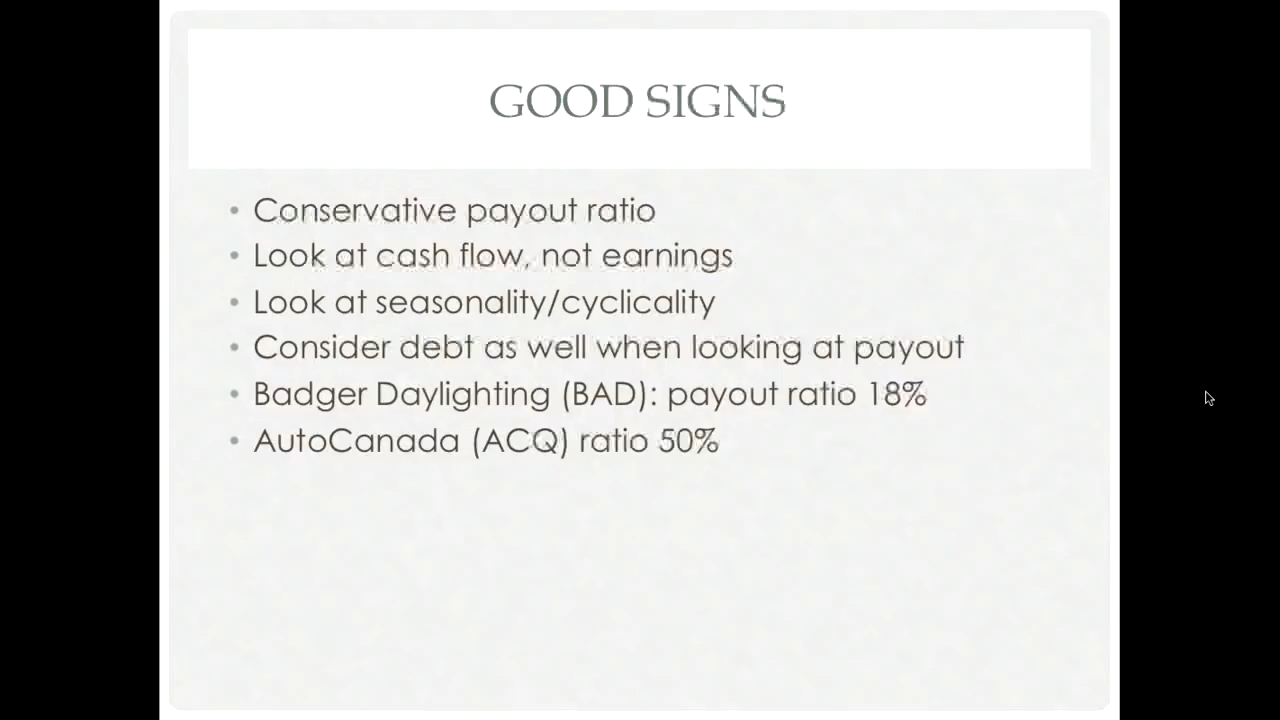 GOOD SIGNS
• Conservative payout ratio
• Look at cash flow, not earnings
• Look at seasonality/cyclicality
• Consider debt as well when looking at payout
• Badger Daylighting (BAD): payout ratio 18%
• AutoCanada (ACQ) ratio 50%